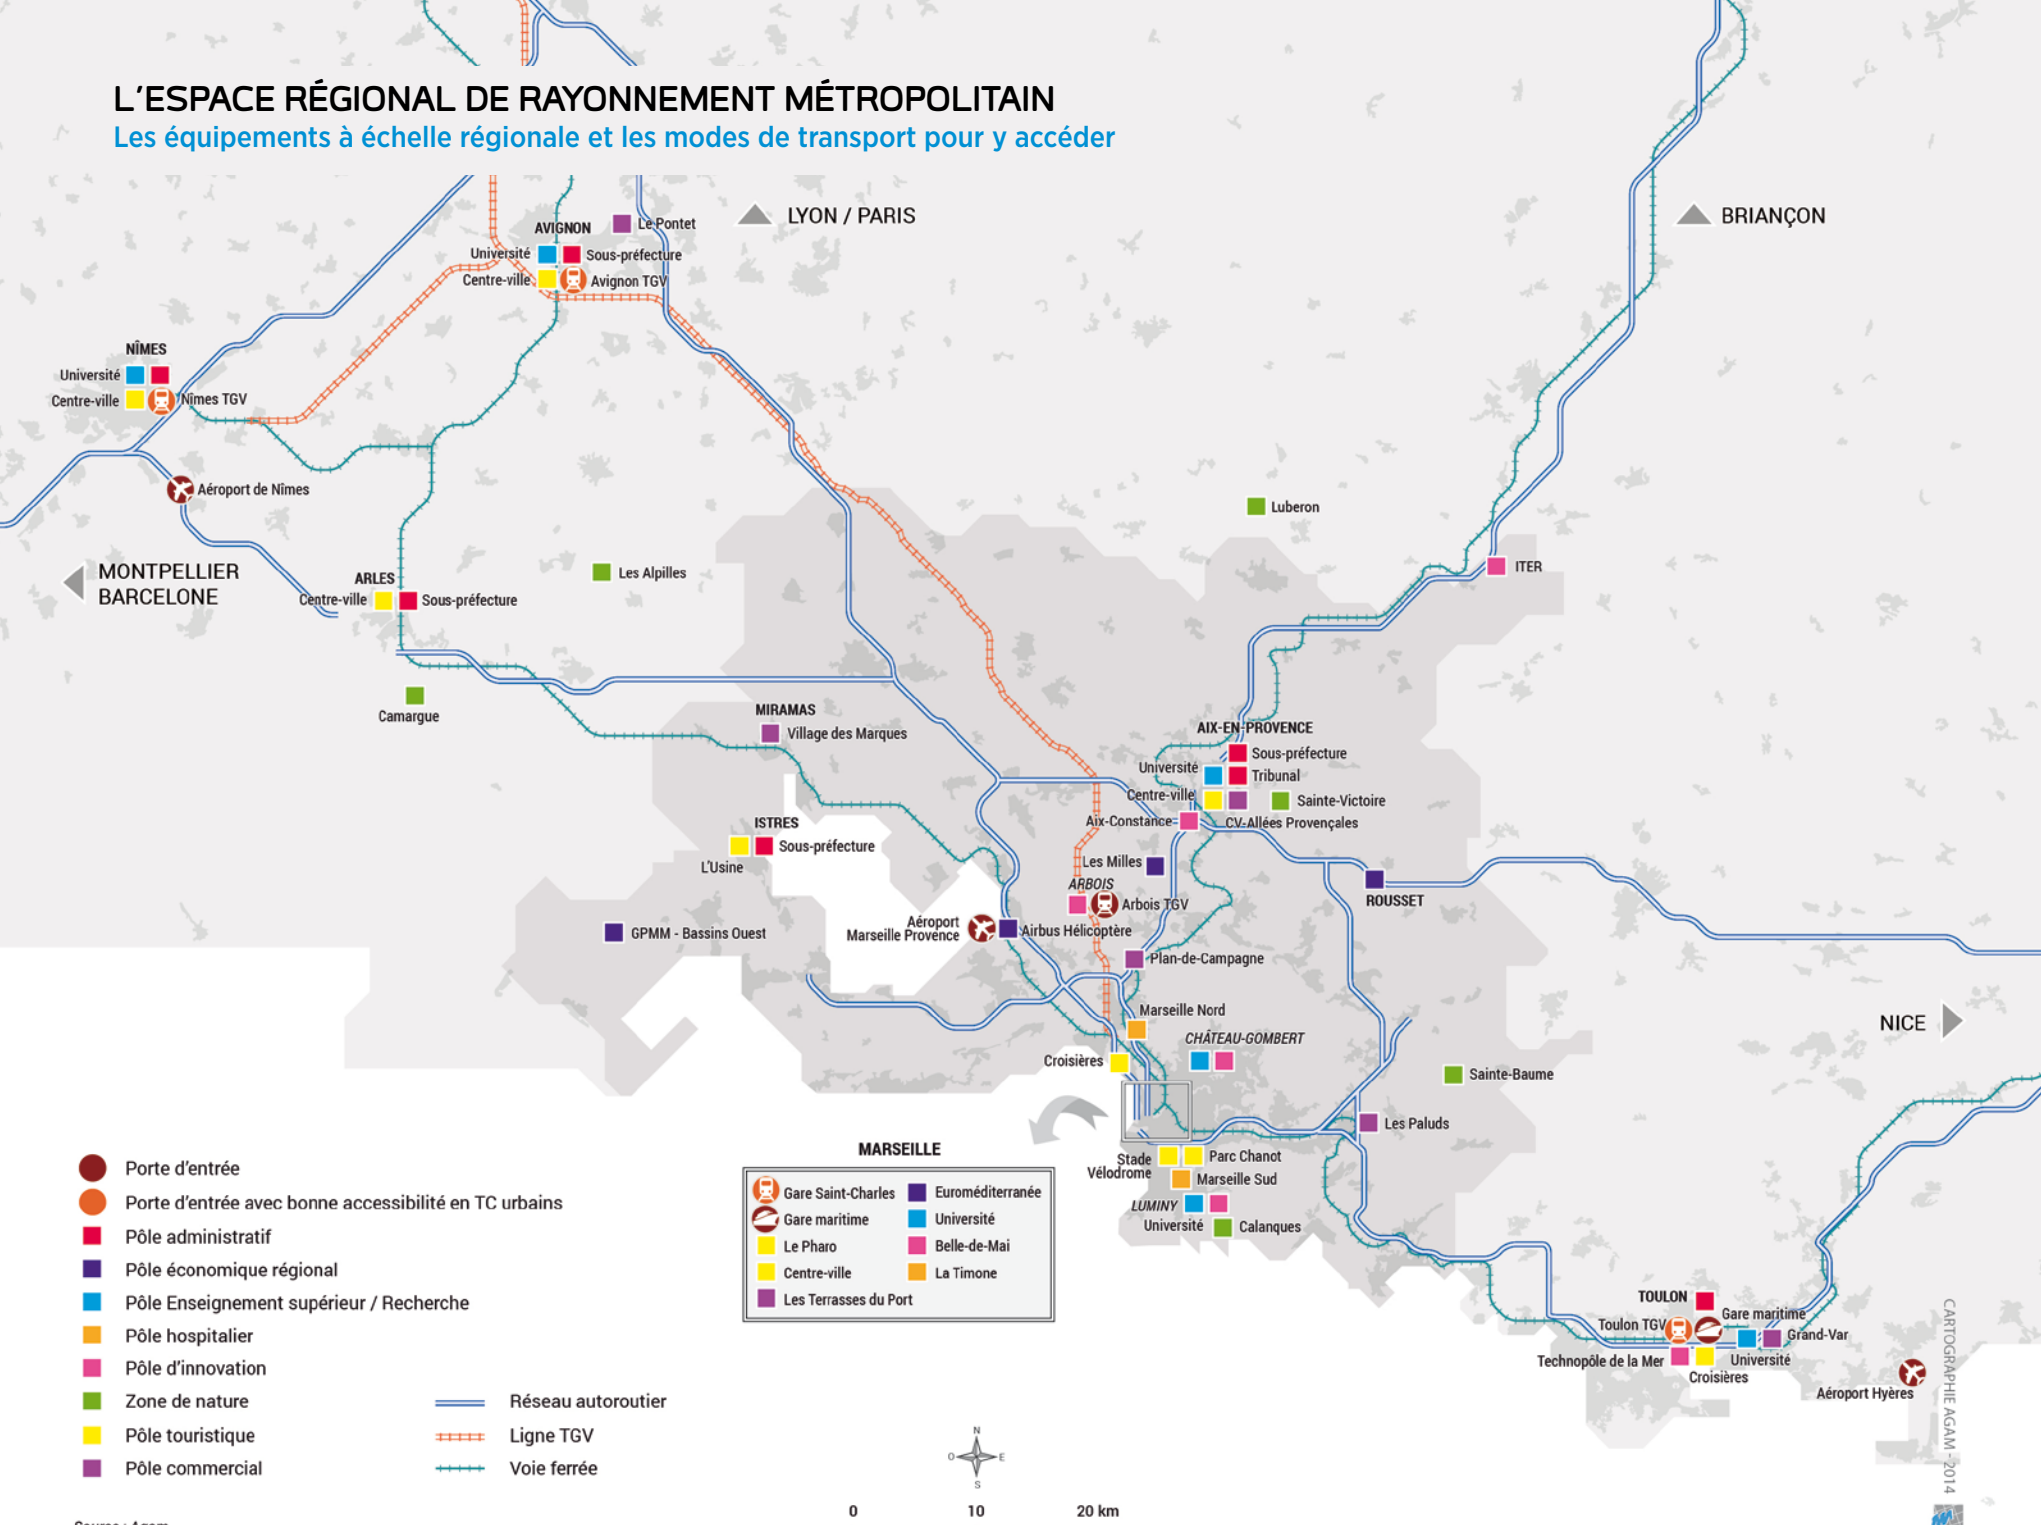 L'ESPACE RÉGIONAL DE RAYONNEMENT MÉTROPOLITAIN
Les équipements à échelle régionale et les modes de transport pour y accéder
LYON / PARIS
BRIANÇON
AVIGNON
Le Pontet
Université
Sous-préfecture
Centre-ville
Avignon TGV
NÎMES
Université
Centre-ville
Nîmes TGV
Aéroport de Nîmes
MONTPELLIER
BARCELONE
ARLES
Centre-ville
Sous-préfecture
Les Alpilles
Luberon
ITER
Camargue
MIRAMAS
Village des Marques
AIX-EN-PROVENCE
Sous-préfecture
Université
Tribunal
Centre-ville
Sainte-Victoire
Aix-Constance
CV-Allées Provençales
ISTRES
Sous-préfecture
L'Usine
Les Milles
ARBOIS
Arbois TGV
ROUSSET
GPMM - Bassins Ouest
Aéroport
Marseille Provence
Airbus Hélicoptère
Plan-de-Campagne
Marseille Nord
CHÂTEAU-GOMBERT
Croisières
NICE
Sainte-Baume
Les Paluds
Stade
Vélodrome
Parc Chanot
Marseille Sud
LUMINY
Université
Calanques
MARSEILLE
Gare Saint-Charles
Euroméditerranée
Gare maritime
Université
Le Pharo
Belle-de-Mai
Centre-ville
La Timone
Les Terrasses du Port
TOULON
Gare maritime
Toulon TGV
Grand-Var
Technopôle de la Mer
Université
Croisières
Aéroport Hyères
Porte d'entrée
Porte d'entrée avec bonne accessibilité en TC urbains
Pôle administratif
Pôle économique régional
Pôle Enseignement supérieur / Recherche
Pôle hospitalier
Pôle d'innovation
Zone de nature
Pôle touristique
Pôle commercial
Réseau autoroutier
Ligne TGV
Voie ferrée
N
O
E
S
0
10
20 km
CARTOGRAPHIE AGAM - 2014
Source : Agam